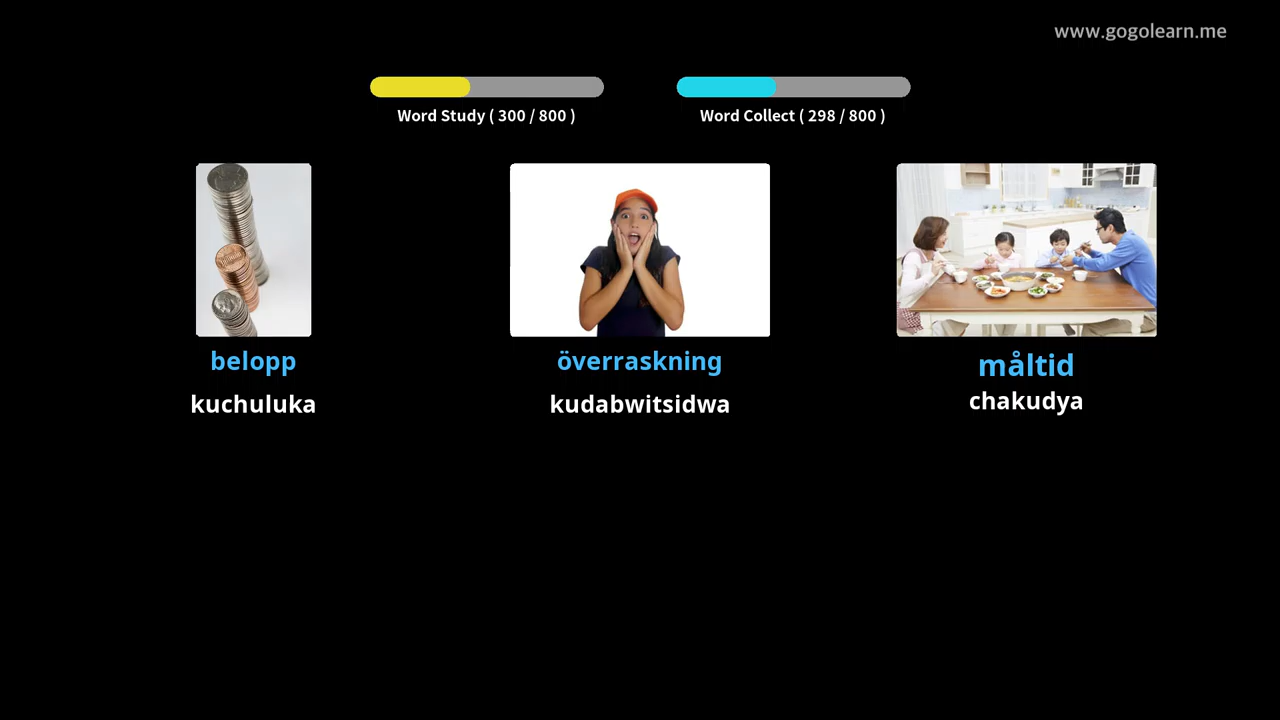 www.gogolearn.me
Word Study ( 300 / 800 )
Word Collect ( 298 / 800 )
belopp
överraskning
måltid
kuchuluka
kudabwitsidwa
chakudya